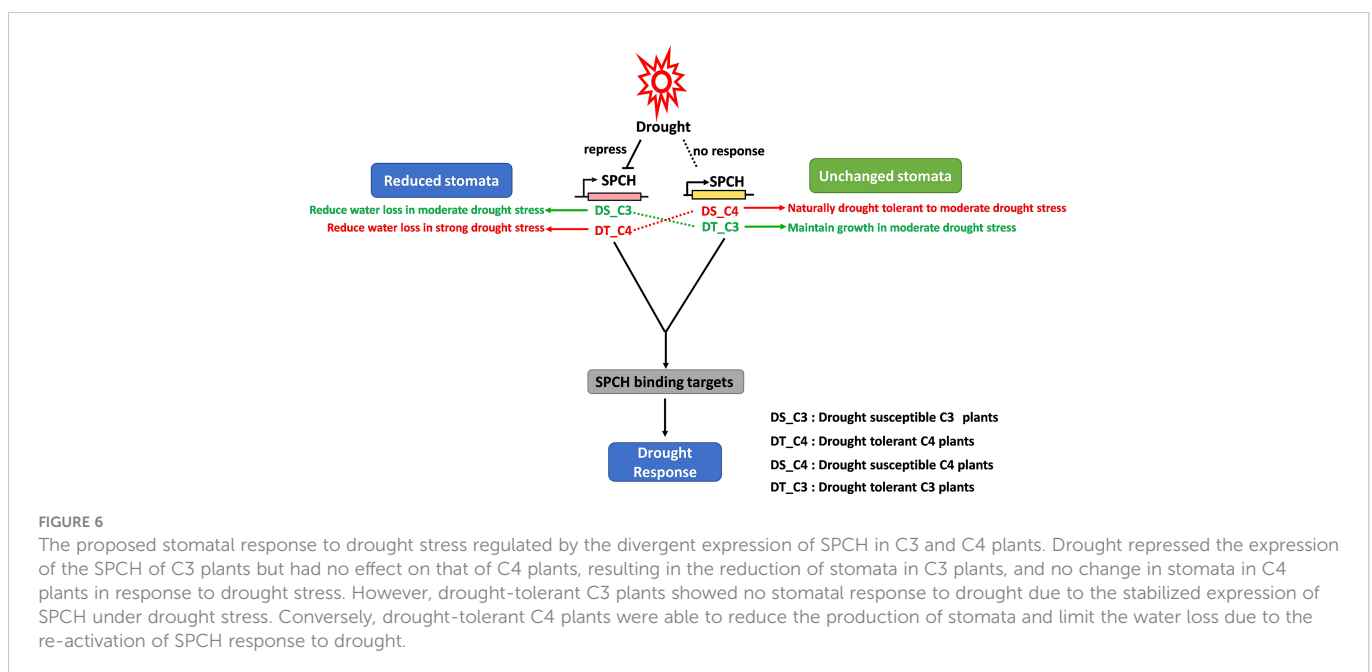 Drought
repress
no response
Reduced stomata
SPCH
SPCH
Unchanged stomata
Reduce water loss in moderate drought stress
DS_C3
DS_C4
Naturally drought tolerant to moderate drought stress
Reduce water loss in strong drought stress
DT_C4
DT_C3
Maintain growth in moderate drought stress
SPCH binding targets
DS_C3 : Drought susceptible C3 plants
DT_C4 : Drought tolerant C4 plants
Drought
Response
DS_C4 : Drought susceptible C4 plants
DT_C3 : Drought tolerant C3 plants
FIGURE 6
The proposed stomatal response to drought stress regulated by the divergent expression of SPCH in C3 and C4 plants. Drought repressed the expression
of the SPCH of C3 plants but had no effect on that of C4 plants, resulting in the reduction of stomata in C3 plants, and no change in stomata in C4
plants in response to drought stress. However, drought-tolerant C3 plants showed no stomatal response to drought due to the stabilized expression of
SPCH under drought stress. Conversely, drought-tolerant C4 plants were able to reduce the production of stomata and limit the water loss due to the
re-activation of SPCH response to drought.